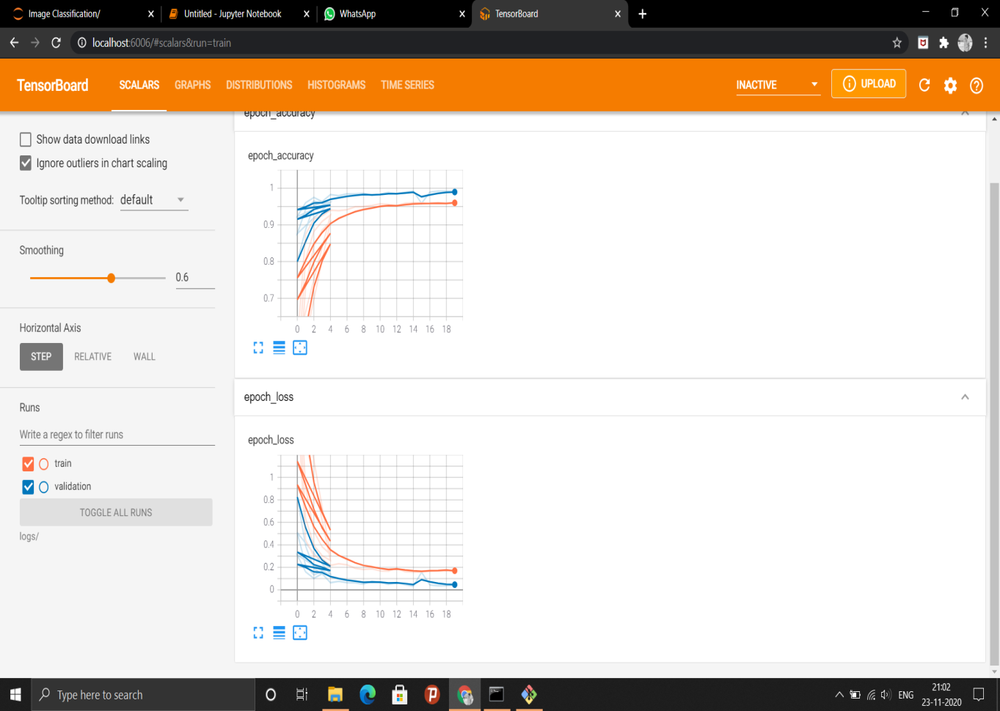 Image Classification/
Untitled - Jupyter Notebook
WhatsApp
TensorBoard
localhost:6006/#scalars&run=train
TensorBoard
SCALARS
GRAPHS
DISTRIBUTIONS
HISTOGRAMS
TIME SERIES
INACTIVE
UPLOAD
Show data download links
Ignore outliers in chart scaling
Tooltip sorting method: default
Smoothing
0.6
Horizontal Axis
STEP
RELATIVE
WALL
Runs
Write a regex to filter runs
train
validation
TOGGLE ALL RUNS
logs/
epoch_accuracy
epoch_accuracy
1
0.9
0.8
0.7
0 2 4 6 8 10 12 14 16 18
epoch_loss
epoch_loss
1
0.8
0.6
0.4
0.2
0
0 2 4 6 8 10 12 14 16 18
Type here to search
ENG
21:02
23-11-2020